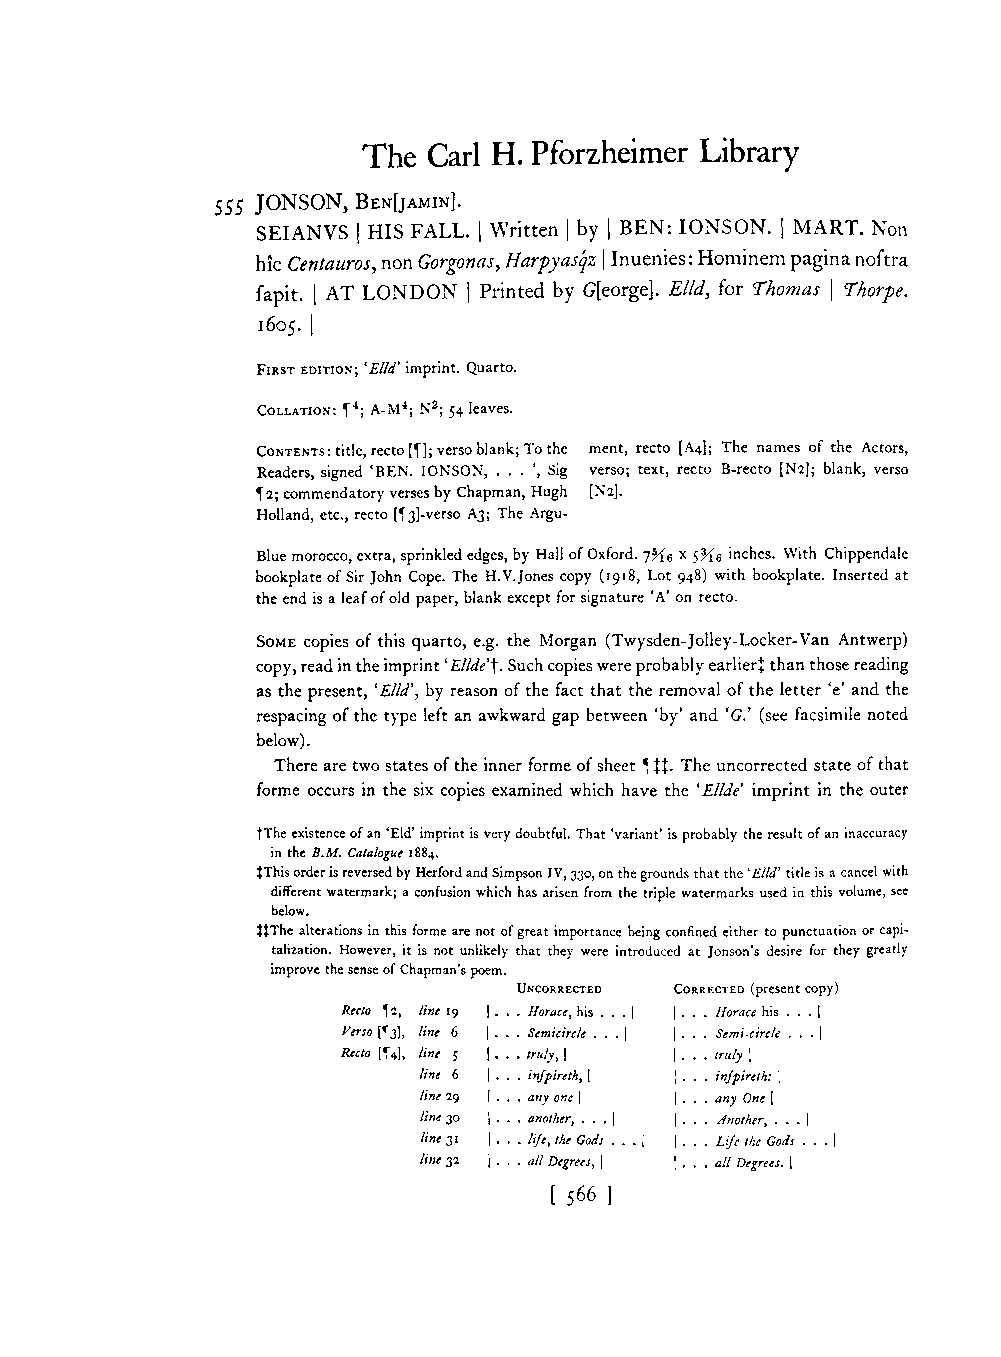 The Carl H. Pforzheimer Library
555 JONSON, BEN[JAMIN].
SEIANVS | HIS FALL. | Written | by | BEN: IONSON. | MART. Non
hîc Centauros, non Gorgonas, Harpyasq́z | Inuenies: Hominem pagina noſtra
ſapit. | AT LONDON | Printed by G[eorge]. Elld, for Thomas | Thorpe.
1605. |
FIRST EDITION; ‘Elld’ imprint. Quarto.
COLLATION: ¶⁴; A-M⁴; N²; 54 leaves.
CONTENTS: title, recto [¶]; verso blank; To the
Readers, signed ‘BEN. IONSON, . . . ’, Sig
¶2; commendatory verses by Chapman, Hugh
Holland, etc., recto [¶3]-verso A3; The Argu-
ment, recto [A4]; The names of the Actors,
verso; text, recto B-recto [N2]; blank, verso
[N2].
Blue morocco, extra, sprinkled edges, by Hall of Oxford. 7 5/16 x 5 3/16 inches. With Chippendale
bookplate of Sir John Cope. The H.V.Jones copy (1918, Lot 948) with bookplate. Inserted at
the end is a leaf of old paper, blank except for signature ‘A’ on recto.
SOME copies of this quarto, e.g. the Morgan (Twysden-Jolley-Locker-Van Antwerp)
copy, read in the imprint ‘Ellde’†. Such copies were probably earlier‡ than those reading
as the present, ‘Elld’, by reason of the fact that the removal of the letter ‘e’ and the
respacing of the type left an awkward gap between ‘by’ and ‘G.’ (see facsimile noted
below).
There are two states of the inner forme of sheet ¶‡‡. The uncorrected state of that
forme occurs in the six copies examined which have the ‘Ellde’ imprint in the outer
†The existence of an ‘Eld’ imprint is very doubtful. That ‘variant’ is probably the result of an inaccuracy
in the B.M. Catalogue 1884.
‡This order is reversed by Herford and Simpson IV, 330, on the grounds that the ‘Elld’ title is a cancel with
different watermark; a confusion which has arisen from the triple watermarks used in this volume, see
below.
‡‡The alterations in this forme are not of great importance being confined either to punctuation or capi-
talization. However, it is not unlikely that they were introduced at Jonson's desire for they greatly
improve the sense of Chapman's poem.
UNCORRECTED CORRECTED (present copy)
Recto ¶2, line 19 | . . . Horace, his . . . | | . . . Horace his . . . |
Verso [¶3], line 6 | . . . Semicircle . . . | | . . . Semi-circle . . . |
Recto [¶4], line 5 | . . . truly, | | . . . truly |
line 6 | . . . inſpireth, | | . . . inſpireth: |
line 29 | . . . any one | | . . . any One |
line 30 | . . . another, . . . | | . . . Another, . . . |
line 31 | . . . life, the Gods . . . | | . . . Life the Gods . . . |
line 32 | . . . all Degrees, | | . . . all Degrees. |
[ 566 ]